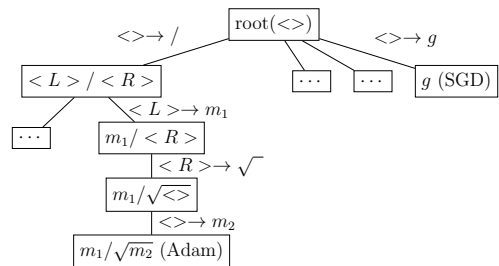 root(<>)
<>→ /
<>→ g
< L > / < R >
···
···
g (SGD)
< L >→ m₁
···
m₁/ < R >
< R >→ √
m₁/√<>
<>→ m₂
m₁/√m₂ (Adam)